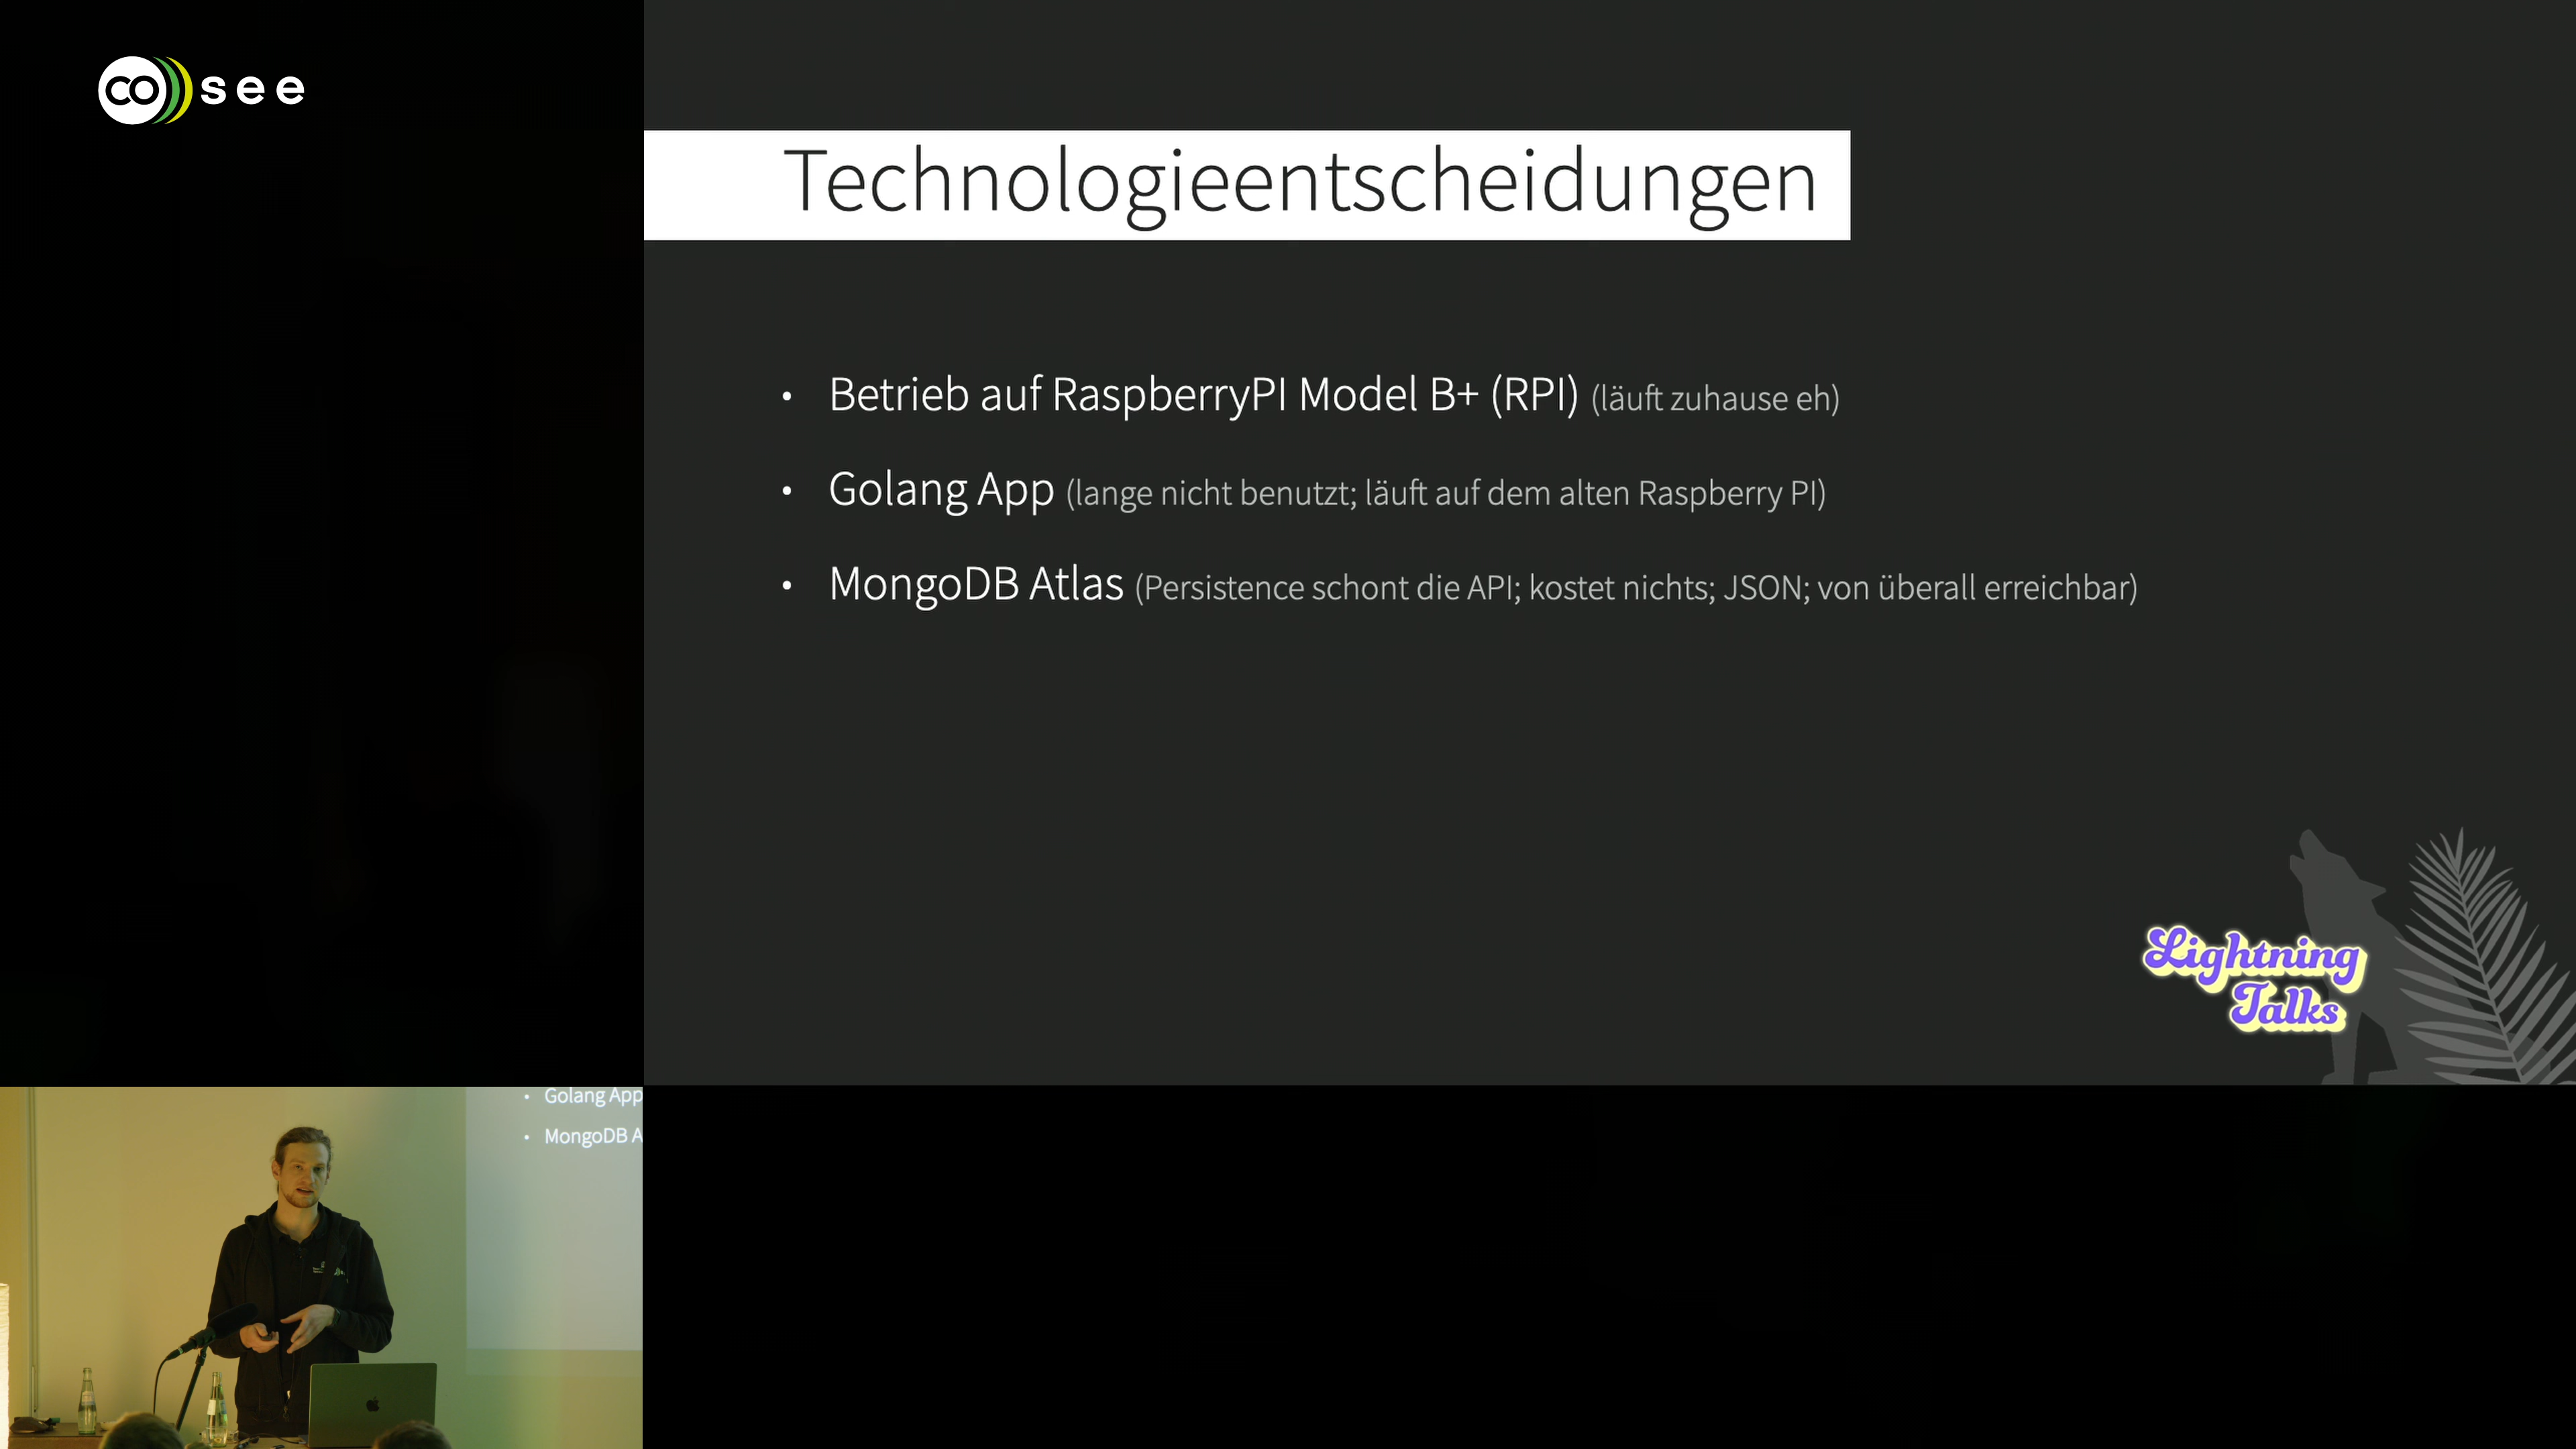 co see
Technologieentscheidungen
• Betrieb auf RaspberryPI Model B+ (RPI) (läuft zuhause eh)
• Golang App (lange nicht benutzt; läuft auf dem alten Raspberry PI)
• MongoDB Atlas (Persistence schont die API; kostet nichts; JSON; von überall erreichbar)
Lightning
Talks
• Golang App
• MongoDB A